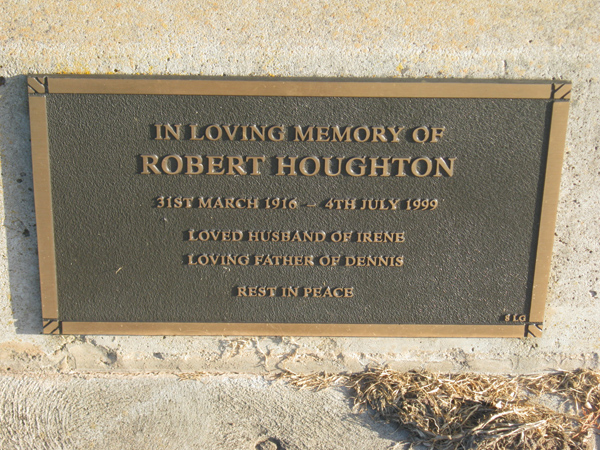 IN LOVING MEMORY OF
ROBERT HOUGHTON
31ST MARCH 1916 – 4TH JULY 1999
LOVED HUSBAND OF IRENE
LOVING FATHER OF DENNIS
REST IN PEACE
8 LG